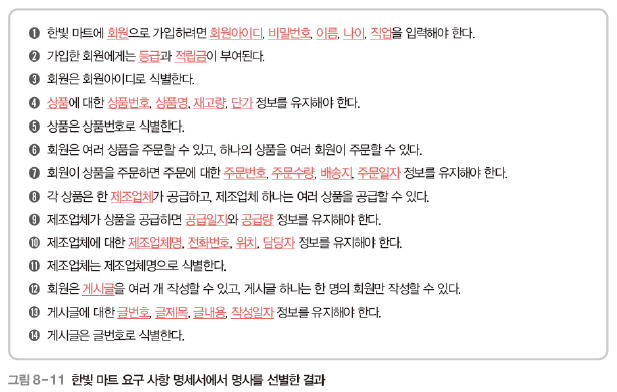 ❶ 한빛 마트에 회원으로 가입하려면 회원아이디, 비밀번호, 이름, 나이, 직업을 입력해야 한다.
❷ 가입한 회원에게는 등급과 적립금이 부여된다.
❸ 회원은 회원아이디로 식별한다.
❹ 상품에 대한 상품번호, 상품명, 재고량, 단가 정보를 유지해야 한다.
❺ 상품은 상품번호로 식별한다.
❻ 회원은 여러 상품을 주문할 수 있고, 하나의 상품을 여러 회원이 주문할 수 있다.
❼ 회원이 상품을 주문하면 주문에 대한 주문번호, 주문수량, 배송지, 주문일자 정보를 유지해야 한다.
❽ 각 상품은 한 제조업체가 공급하고, 제조업체 하나는 여러 상품을 공급할 수 있다.
❾ 제조업체가 상품을 공급하면 공급일자와 공급량 정보를 유지해야 한다.
❿ 제조업체에 대한 제조업체명, 전화번호, 위치, 담당자 정보를 유지해야 한다.
⓫ 제조업체는 제조업체명으로 식별한다.
⓬ 회원은 게시글을 여러 개 작성할 수 있고, 게시글 하나는 한 명의 회원만 작성할 수 있다.
⓭ 게시글에 대한 글번호, 글제목, 글내용, 작성일자 정보를 유지해야 한다.
⓮ 게시글은 글번호로 식별한다.
그림 8-11 한빛 마트 요구 사항 명세서에서 명사를 선별한 결과